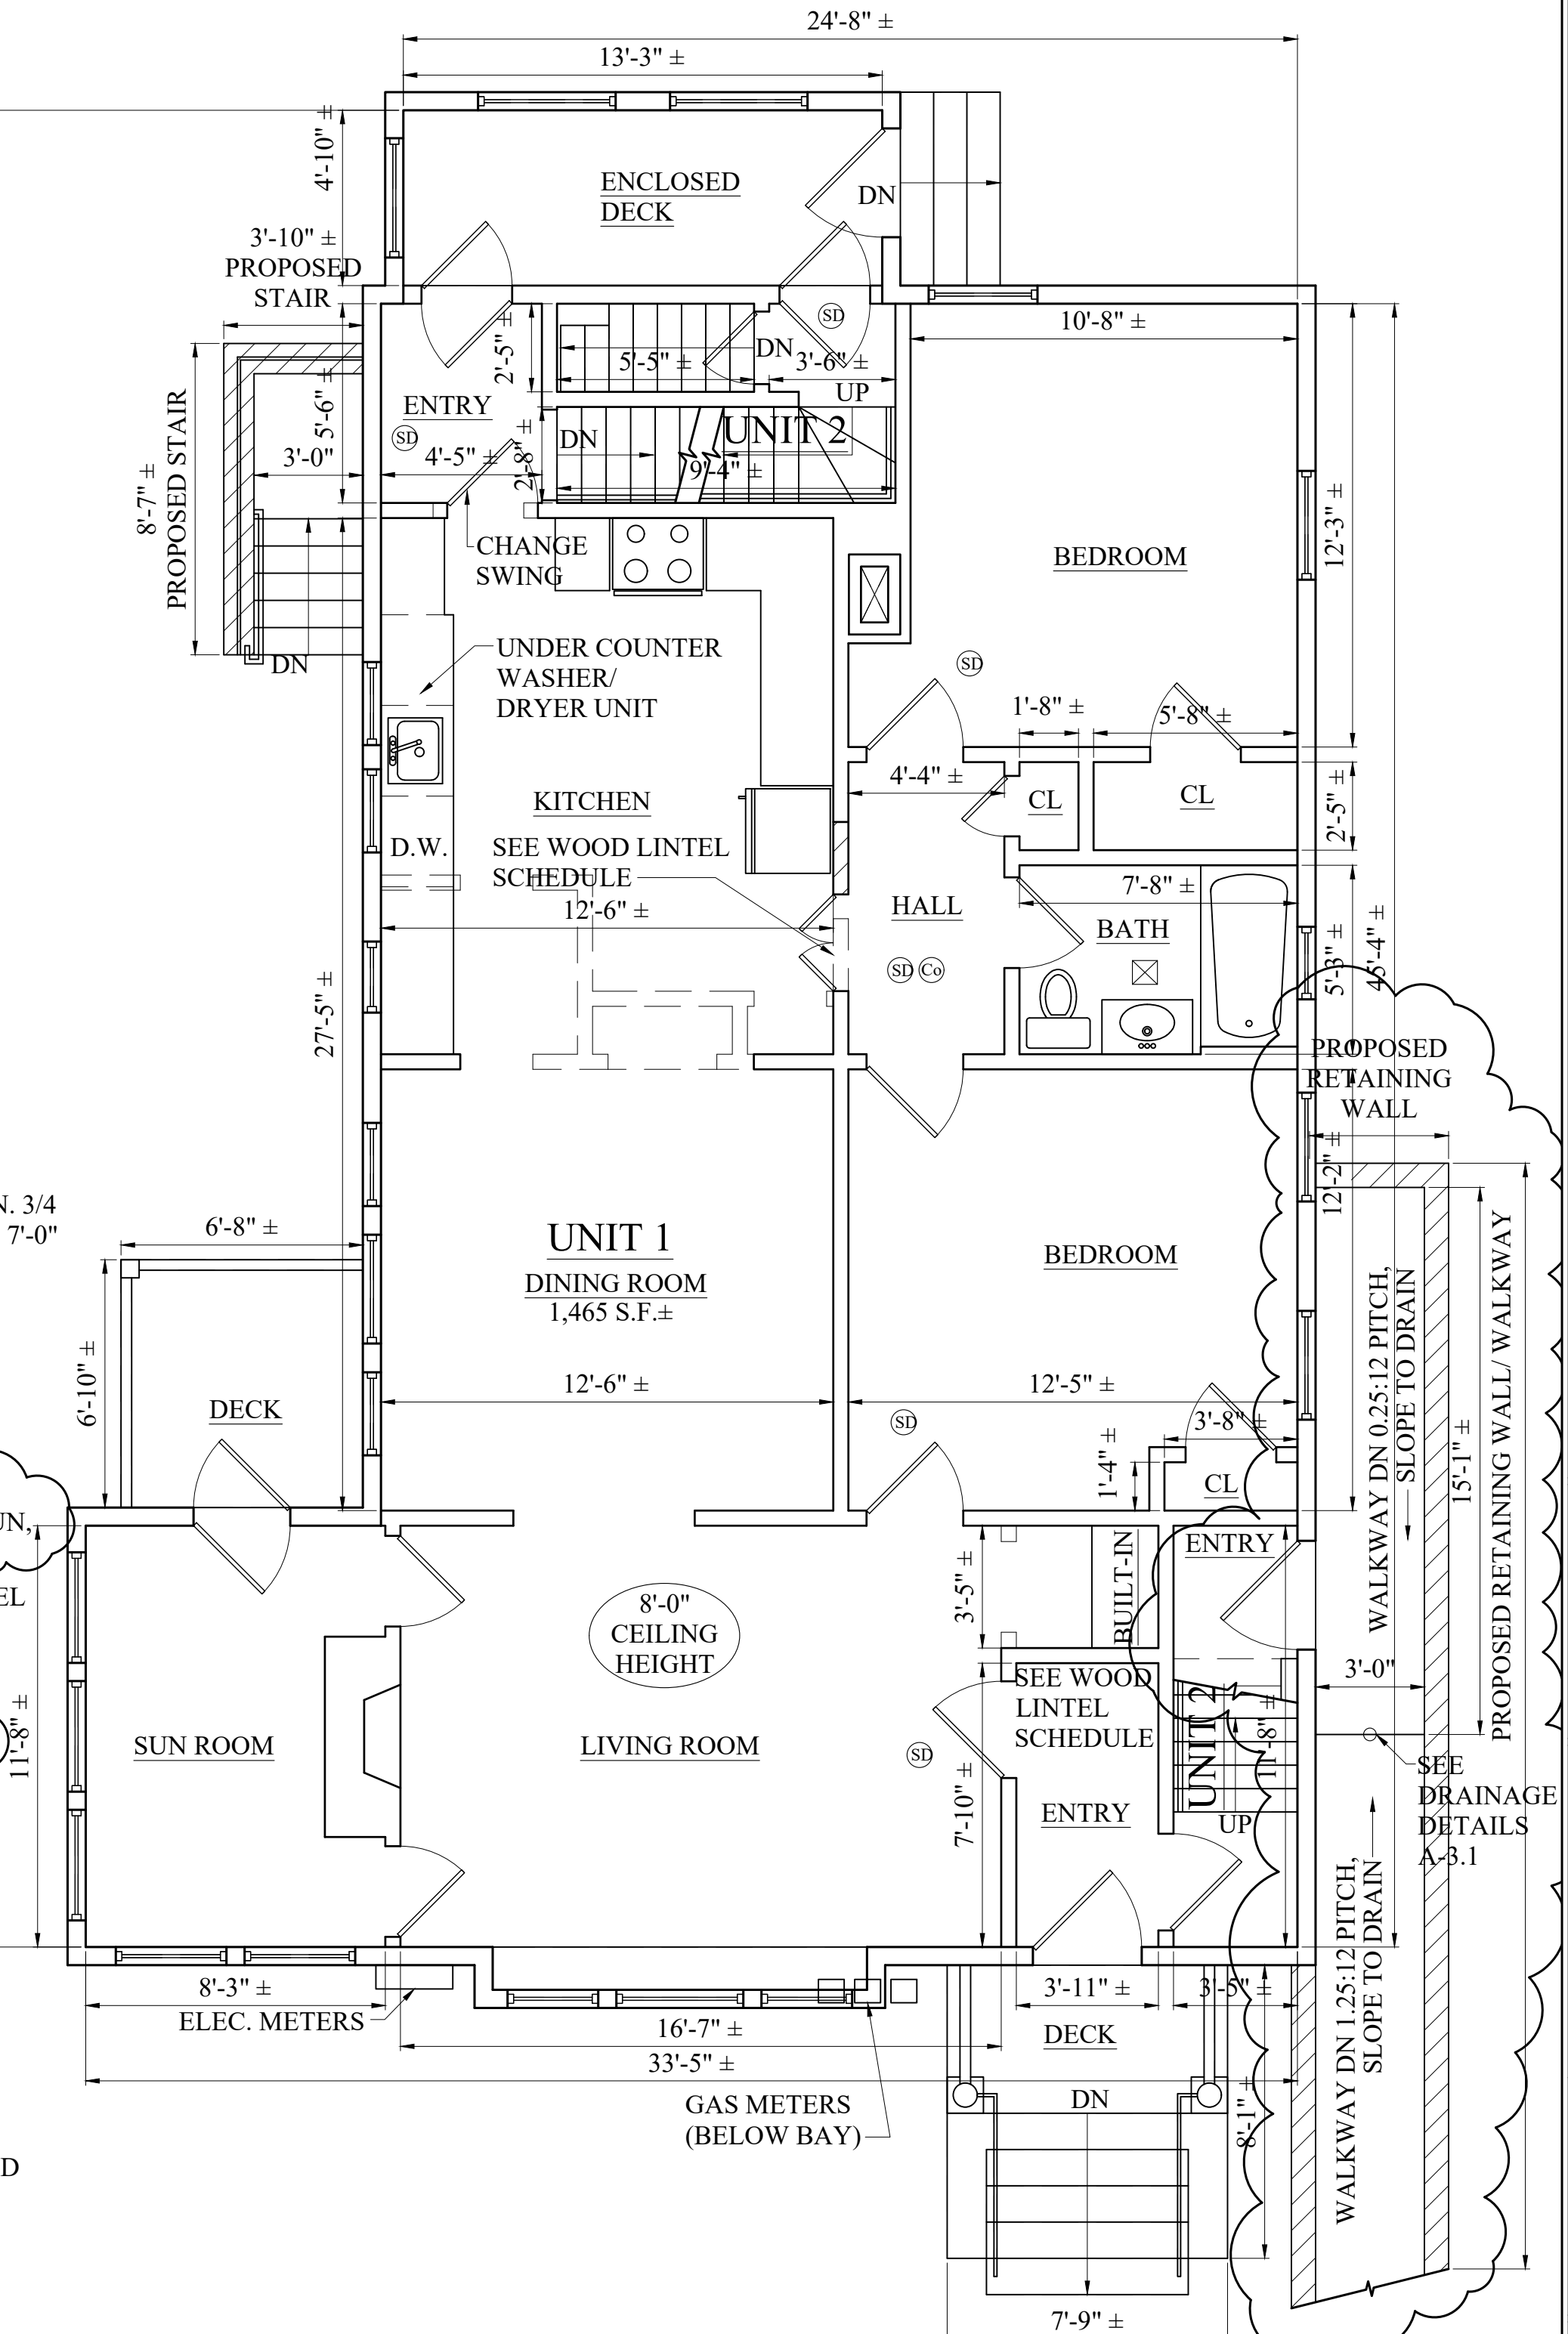 24'-8" ±
13'-3" ±
4'-10" ±
ENCLOSED
DECK
DN
3'-10" ±
PROPOSED
STAIR
10'-8" ±
SD
2'-5" ±
5'-5" ±
DN
3'-6" ±
UP
5'-6" ±
ENTRY
SD
3'-0"
4'-5" ±
2'-8" ±
DN
UNIT 2
9'-4" ±
8'-7" ±
PROPOSED STAIR
DN
CHANGE
SWING
BEDROOM
12'-3" ±
UNDER COUNTER
WASHER/
DRYER UNIT
SD
1'-8" ±
5'-8" ±
4'-4" ±
CL
CL
2'-5" ±
KITCHEN
D.W.
SEE WOOD LINTEL
SCHEDULE
12'-6" ±
HALL
7'-8" ±
BATH
SD
Co
5'-3" ±
45'-4" ±
27'-5" ±
PROPOSED
RETAINING
WALL
12'-2" ±
N. 3/4
7'-0"
6'-8" ±
UNIT 1
DINING ROOM
1,465 S.F.±
BEDROOM
6'-10" ±
DECK
12'-6" ±
12'-5" ±
SD
3'-8" ±
1'-4" ±
CL
WALKWAY DN 0.25:12 PITCH,
SLOPE TO DRAIN
15'-1" ±
PROPOSED RETAINING WALL/ WALKWAY
UN,
EL
8'-0"
CEILING
HEIGHT
3'-5" ±
BUILT-IN
ENTRY
3'-0"
SEE WOOD
LINTEL
SCHEDULE
UNIT 2
11'-8" ±
11'-8" ±
SUN ROOM
LIVING ROOM
SD
7'-10" ±
ENTRY
UP
SEE
DRAINAGE
DETAILS
A-3.1
WALKWAY DN 1.25:12 PITCH,
SLOPE TO DRAIN
8'-3" ±
ELEC. METERS
16'-7" ±
33'-5" ±
3'-11" ±
3'-5" ±
DECK
GAS METERS
(BELOW BAY)
DN
8'-1" ±
D
7'-9" ±